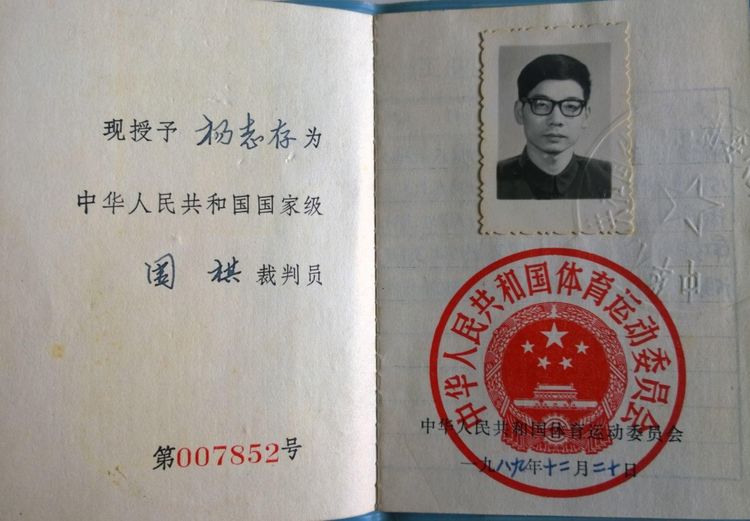 现授予 杨志存为
中华人民共和国国家级
围棋 裁判员
第007852号
中华人民共和国体育运动委员会
中华人民共和国体育运动委员会
一九八九年十二月二十日